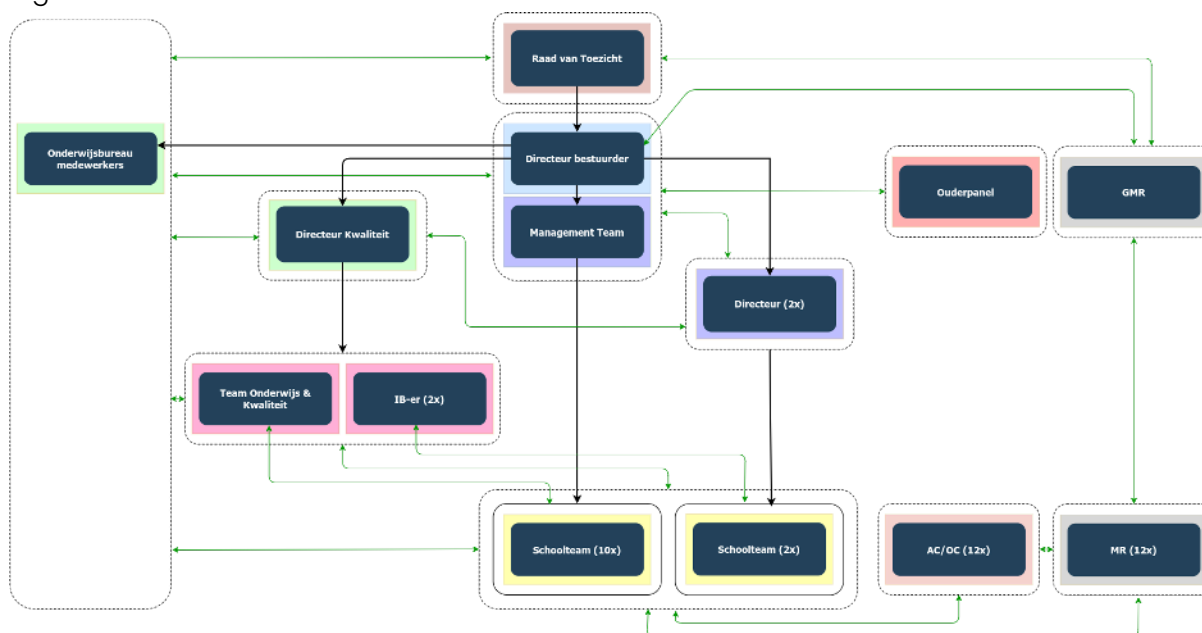 Raad van Toezicht
Onderwijsbureau
medewerkers
Directeur bestuurder
Ouderpanel
GMR
Directeur Kwaliteit
Management Team
Directeur (2x)
Team Onderwijs &
Kwaliteit
IB-er (2x)
Schoolteam (10x)
Schoolteam (2x)
AC/OC (12x)
MR (12x)